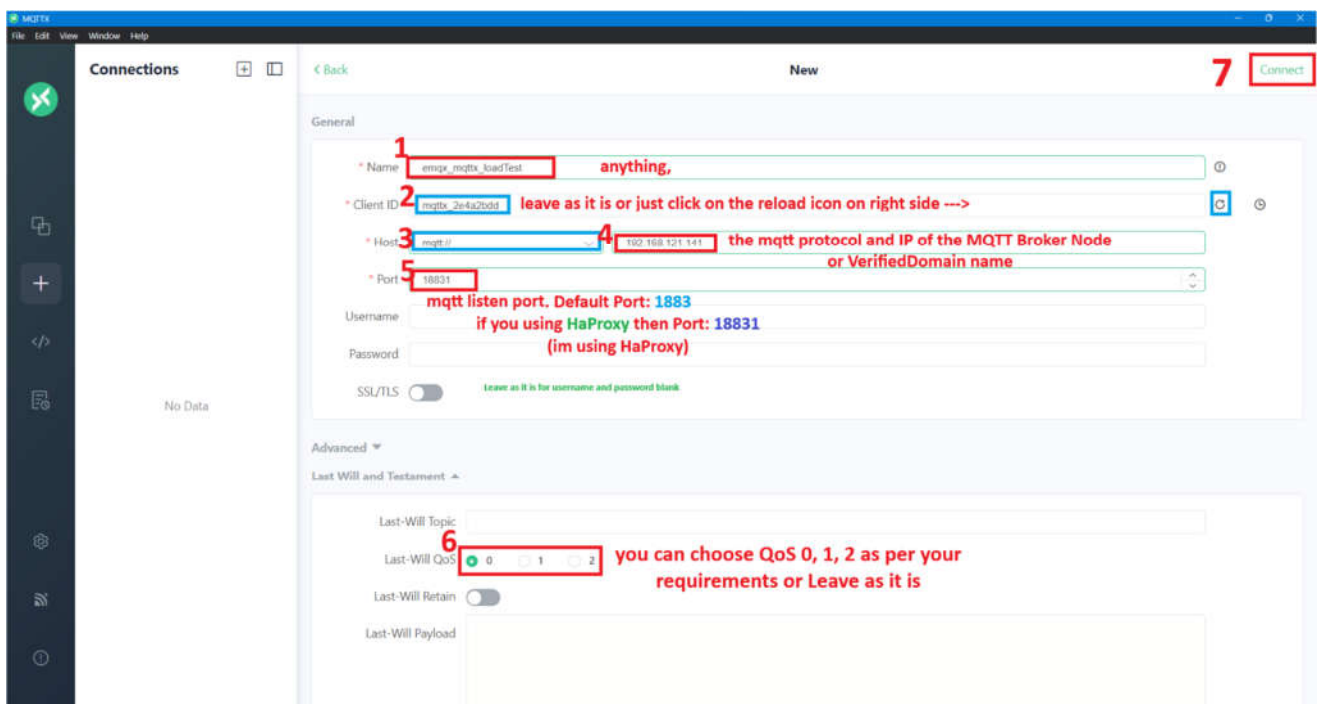 MQTTX
File Edit View Window Help
Connections
< Back
New
7
Connect
General
1
* Name
emqx_mqttx_loadTest
anything,
* Client ID
2
mqttx_2e4a2bdd
leave as it is or just click on the reload icon on right side --->
* Host
3
mqtt://
4
192.168.121.141
the mqtt protocol and IP of the MQTT Broker Node
or VerifiedDomain name
* Port
5
18831
mqtt listen port. Default Port: 1883
if you using HaProxy then Port: 18831
(im using HaProxy)
Username
Password
SSL/TLS
Leave as it is for username and password blank
No Data
Advanced
Last Will and Testament
Last-Will Topic
6
Last-Will QoS
0 1 2
you can choose QoS 0, 1, 2 as per your
requirements or Leave as it is
Last-Will Retain
Last-Will Payload